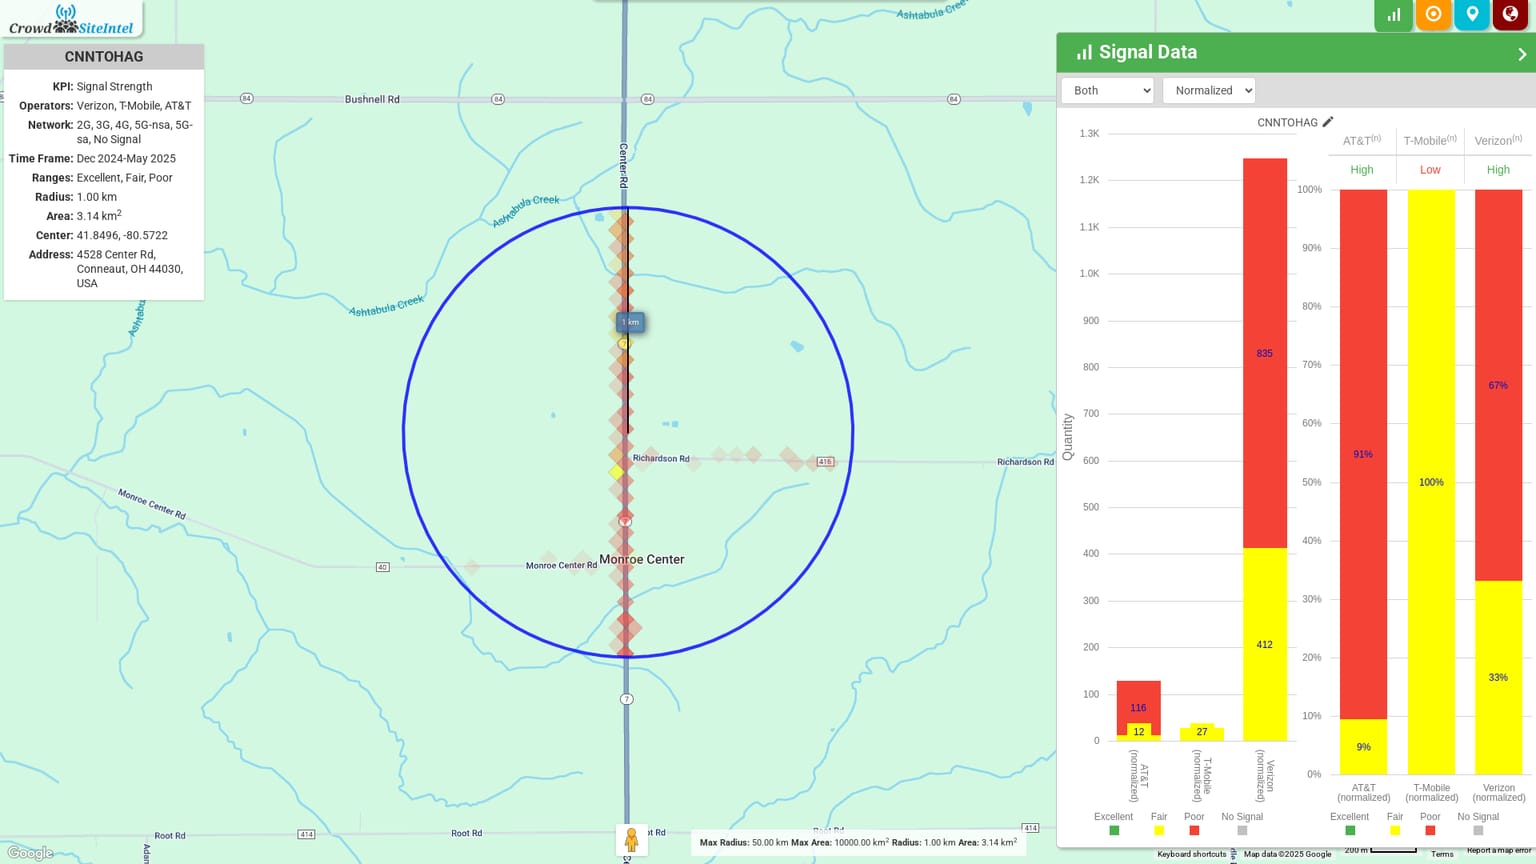 Crowd SiteIntel
CNNTOHAG
KPI: Signal Strength
Operators: Verizon, T-Mobile, AT&T
Network: 2G, 3G, 4G, 5G-nsa, 5G-
sa, No Signal
Time Frame: Dec 2024-May 2025
Ranges: Excellent, Fair, Poor
Radius: 1.00 km
Area: 3.14 km2
Center: 41.8496, -80.5722
Address: 4528 Center Rd,
Conneaut, OH 44030,
USA
Ashtabula Creek
84
Bushnell Rd
84
84
84
Center Rd
Ashtabula Creek
Ashtabula Creek
Ashtabu
1 km
7
Richardson Rd
416
Richardson Rd
Monroe Center Rd
7
Monroe Center
40
Monroe Center Rd
7
Root Rd
414
Root Rd
ot Rd
414
Adam
Google
Max Radius: 50.00 km Max Area: 10000.00 km2 Radius: 1.00 km Area: 3.14 km2
Keyboard shortcuts
Map data ©2025 Google
200 m
Terms
Report a map error
Signal Data
Both
Normalized
CNNTOHAG
Quantity
1.3K
1.2K
1.1K
1.0K
900
800
700
600
500
400
300
200
100
0
116
12
27
835
412
AT&T
(normalized)
T-Mobile
(normalized)
Verizon
(normalized)
Excellent
Fair
Poor
No Signal
AT&T(n)
T-Mobile(n)
Verizon(n)
High
Low
High
100%
90%
80%
70%
60%
50%
40%
30%
20%
10%
0%
91%
9%
100%
67%
33%
AT&T
(normalized)
T-Mobile
(normalized)
Verizon
(normalized)
Excellent
Fair
Poor
No Signal